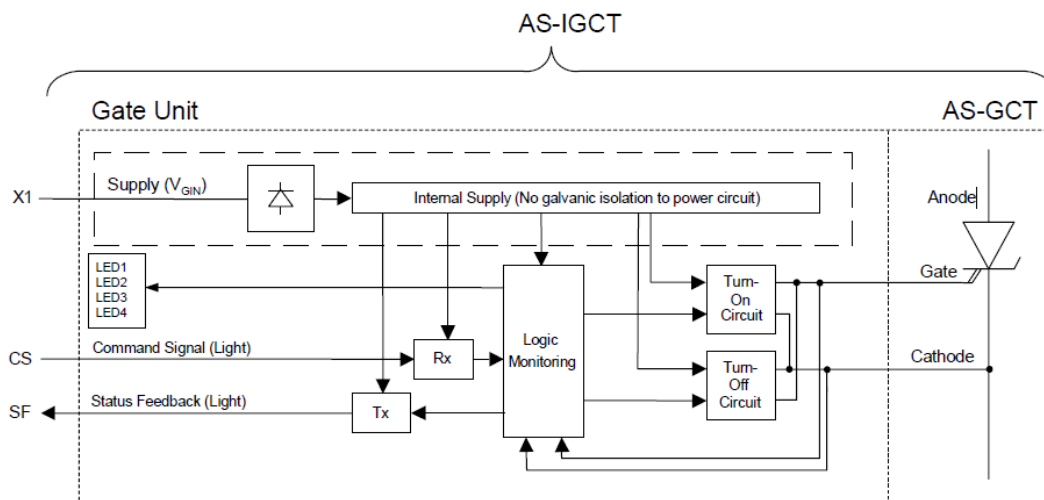 AS-IGCT
Gate Unit
AS-GCT
X1
Supply (VGIN)
Internal Supply (No galvanic isolation to power circuit)
Anode
LED1
LED2
LED3
LED4
Gate
Turn-
On
Circuit
Logic
Monitoring
CS
Command Signal (Light)
Rx
Cathode
Turn-
Off
Circuit
SF
Status Feedback (Light)
Tx